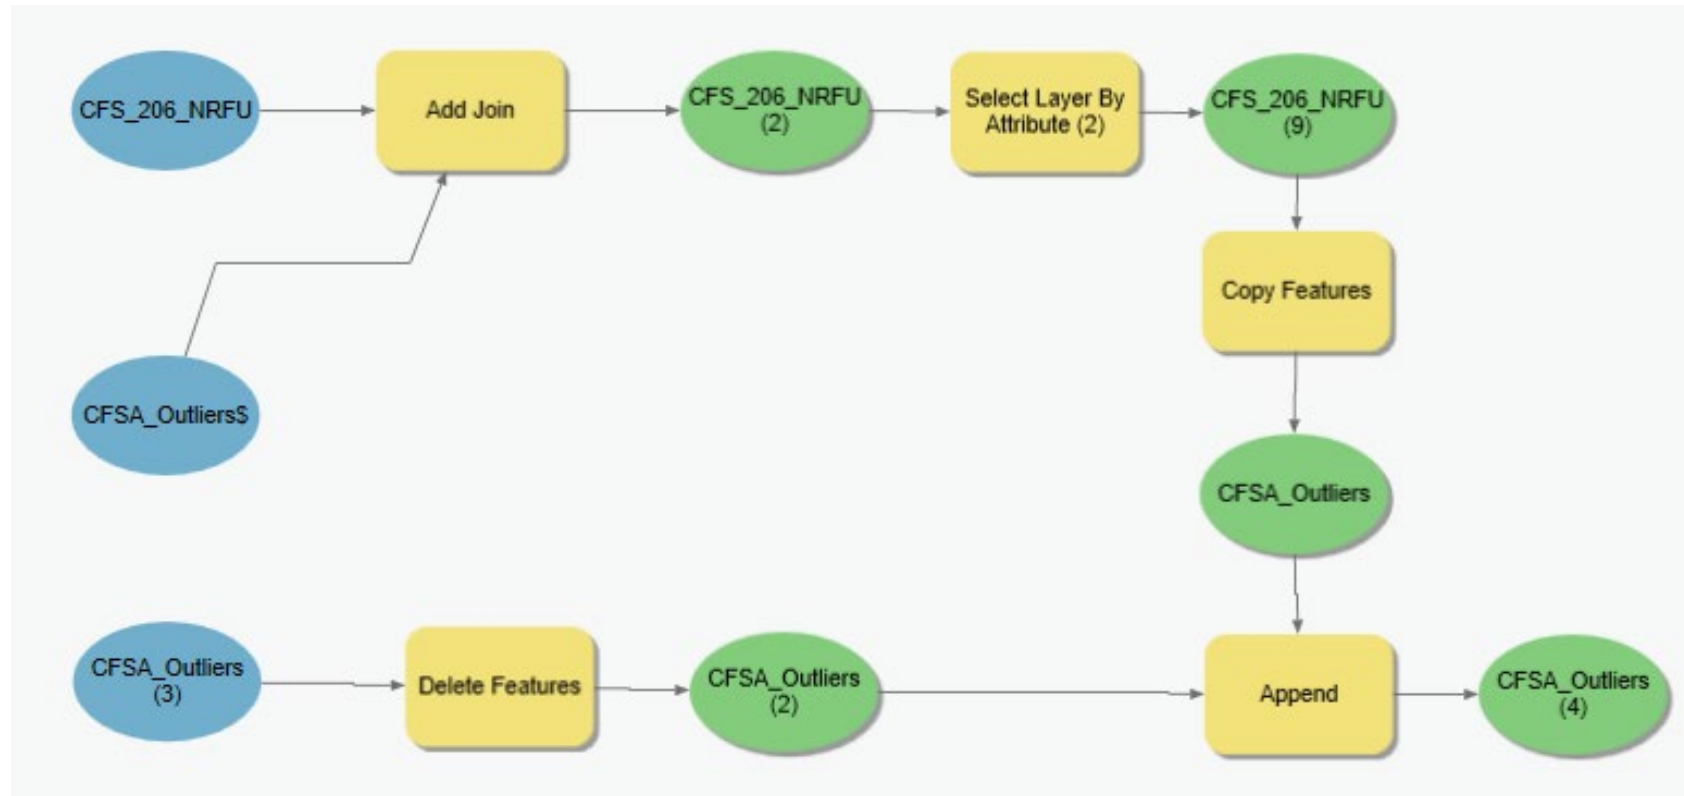 CFS_206_NRFU
Add Join
CFS_206_NRFU
(2)
Select Layer By
Attribute (2)
CFS_206_NRFU
(9)
Copy Features
CFSA_Outliers$
CFSA_Outliers
CFSA_Outliers
(3)
Delete Features
CFSA_Outliers
(2)
Append
CFSA_Outliers
(4)